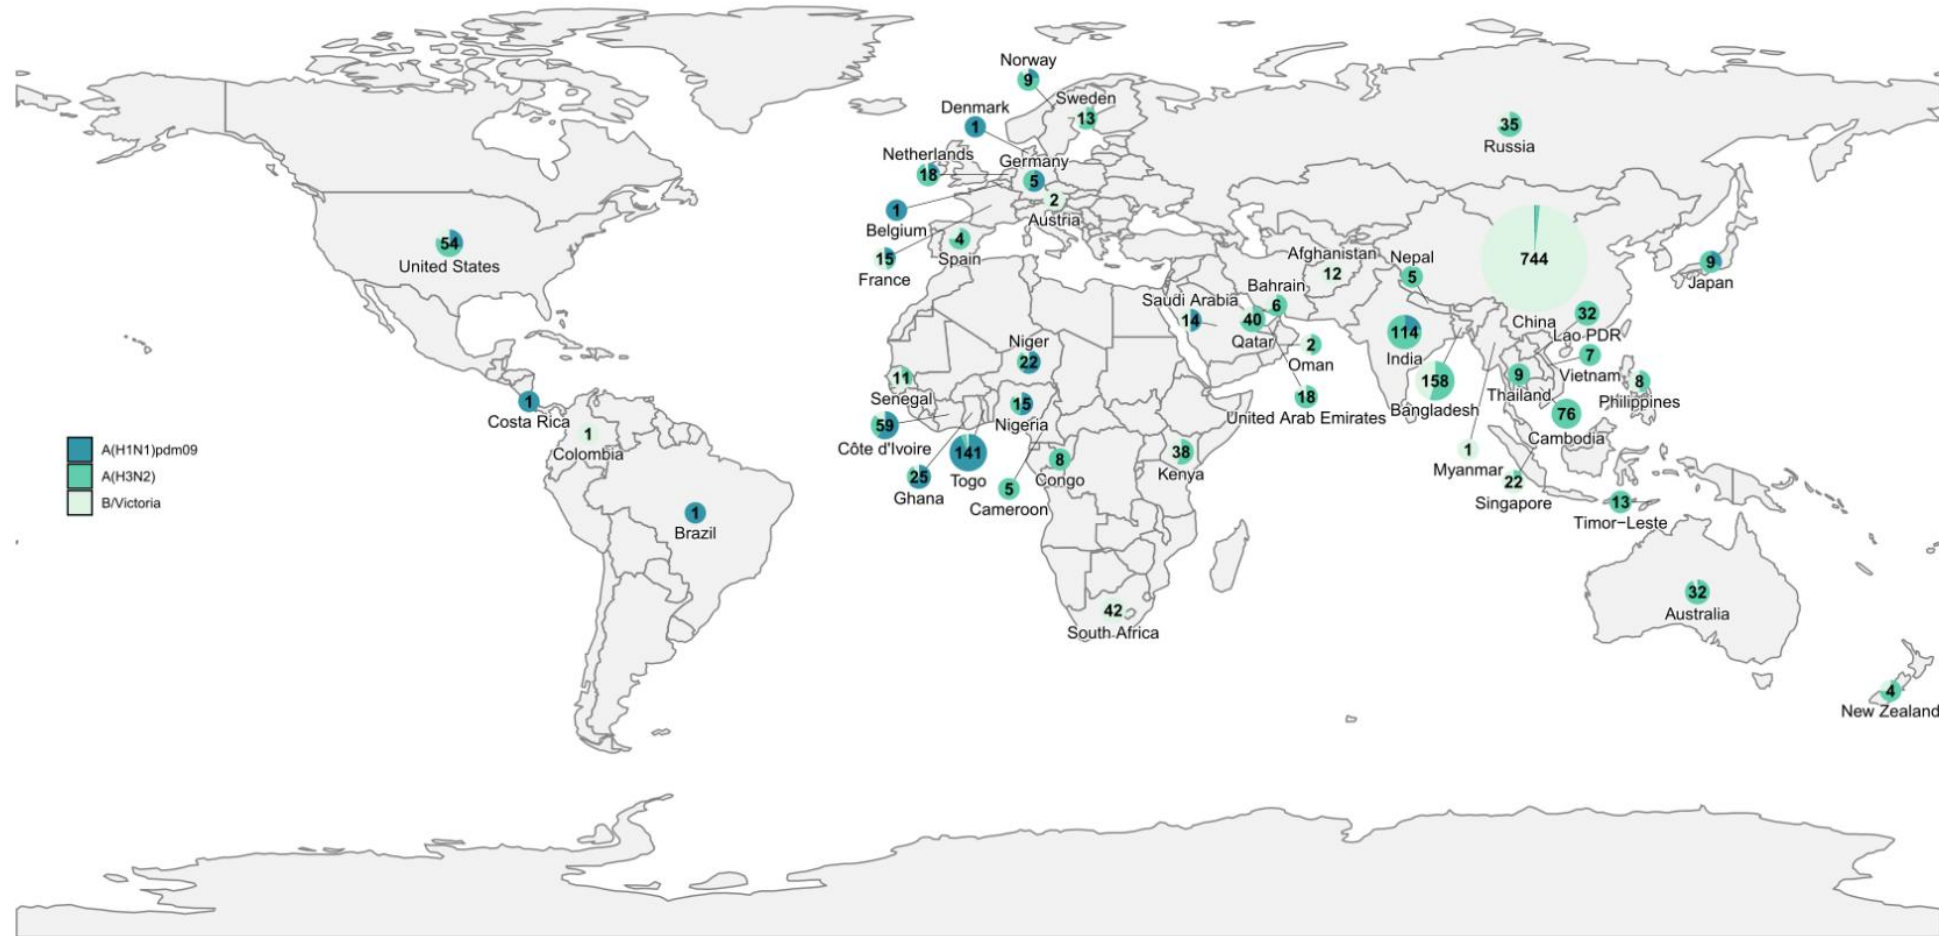 Norway
9
Sweden
13
Denmark
1
Netherlands
18
Germany
5
Belgium
1
Austria
2
France
15
Spain
4
Russia
35
United States
54
Afghanistan
12
Nepal
5
China
744
Japan
9
Saudi Arabia
14
Bahrain
6
Qatar
40
Oman
2
United Arab Emirates
18
India
114
Bangladesh
158
Lao PDR
32
Vietnam
7
Thailand
9
Philippines
8
Cambodia
76
Myanmar
1
Singapore
22
Timor−Leste
13
Niger
22
Senegal
11
Nigeria
15
Côte d'Ivoire
59
Ghana
25
Togo
141
Cameroon
5
Congo
8
Kenya
38
South Africa
42
Costa Rica
1
Colombia
1
Brazil
1
Australia
32
New Zealand
4
A(H1N1)pdm09
A(H3N2)
B/Victoria